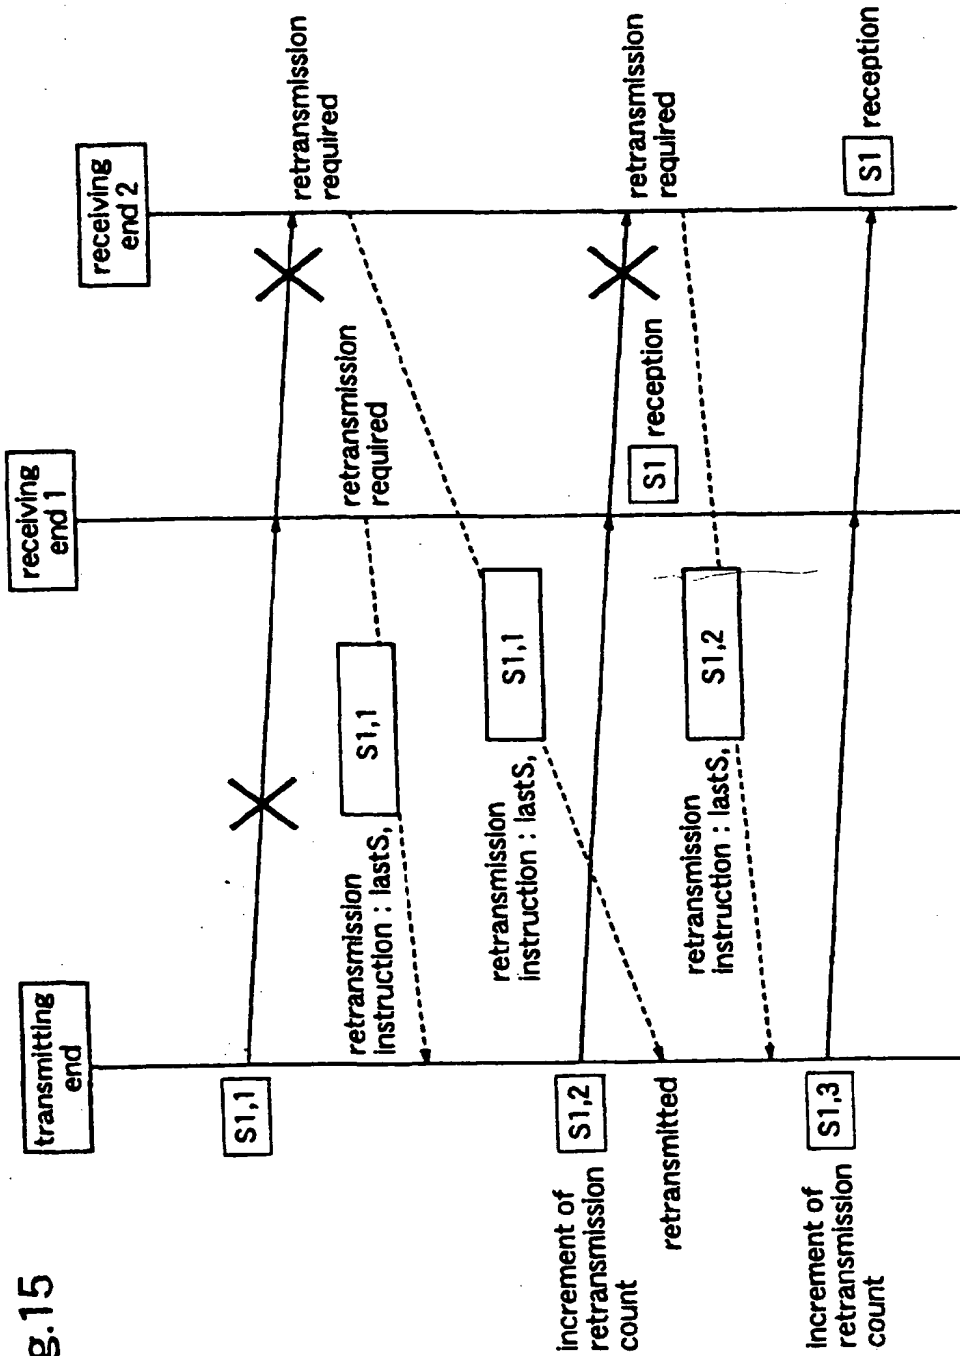 g.15
transmitting
end
receiving
end 1
receiving
end 2
S1,1
retransmission
required
retransmission
required
retransmission
instruction : lastS,
S1,1
retransmission
instruction : lastS,
S1,1
increment of
retransmission
count
S1,2
S1 reception
retransmission
required
retransmitted
retransmission
instruction : lastS,
S1,2
increment of
retransmission
count
S1,3
S1 reception